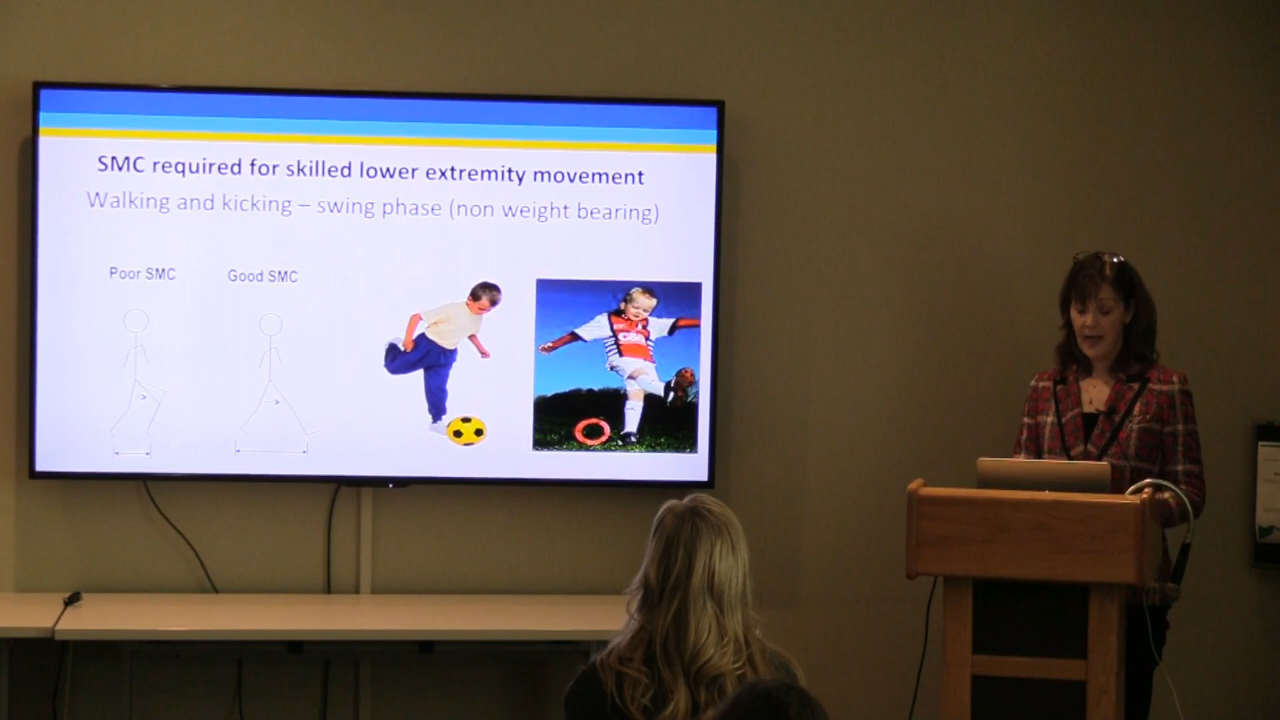 SMC required for skilled lower extremity movement
Walking and kicking – swing phase (non weight bearing)
Poor SMC
Good SMC